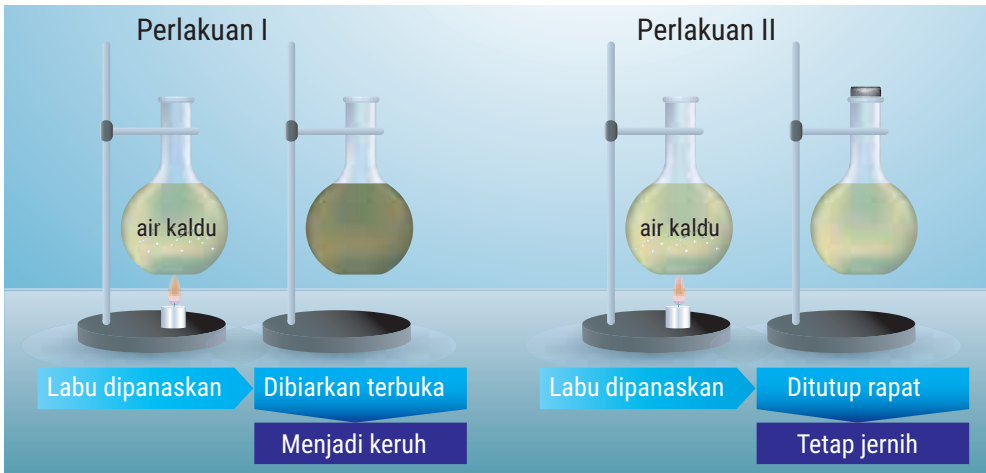 Perlakuan I
air kaldu
Labu dipanaskan
Dibiarkan terbuka
Menjadi keruh
Perlakuan II
air kaldu
Labu dipanaskan
Ditutup rapat
Tetap jernih